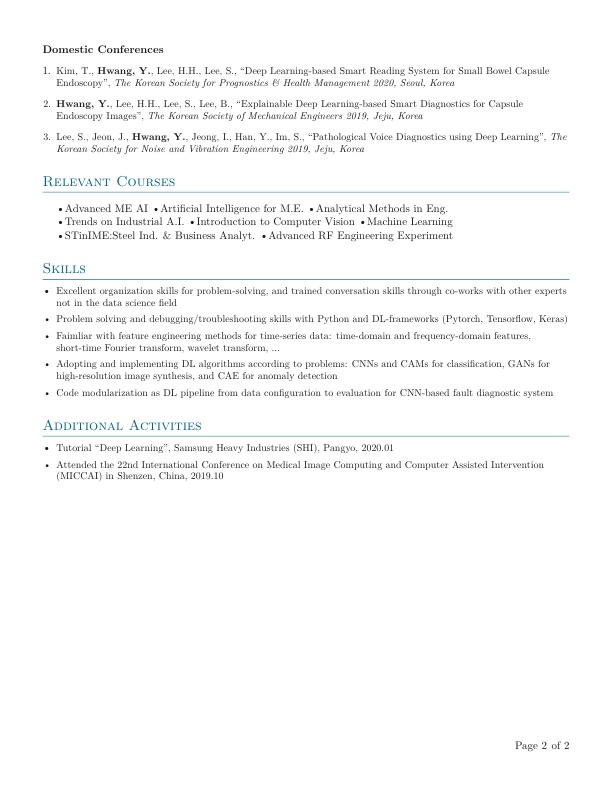 Domestic Conferences
1. Kim, T., Hwang, Y., Lee, H.H., Lee, S., “Deep Learning-based Smart Reading System for Small Bowel Capsule
Endoscopy”, The Korean Society for Prognostics & Health Management 2020, Seoul, Korea
2. Hwang, Y., Lee, H.H., Lee, S., Lee, B., “Explainable Deep Learning-based Smart Diagnostics for Capsule
Endoscopy Images”, The Korean Society of Mechanical Engineers 2019, Jeju, Korea
3. Lee, S., Jeon, J., Hwang, Y., Jeong, I., Han, Y., Im, S., “Pathological Voice Diagnostics using Deep Learning”, The
Korean Society for Noise and Vibration Engineering 2019, Jeju, Korea
Relevant Courses
•Advanced ME AI •Artificial Intelligence for M.E. •Analytical Methods in Eng.
•Trends on Industrial A.I. •Introduction to Computer Vision •Machine Learning
•STinIME:Steel Ind. & Business Analyt. •Advanced RF Engineering Experiment
Skills
• Excellent organization skills for problem-solving, and trained conversation skills through co-works with other experts
not in the data science field
• Problem solving and debugging/troubleshooting skills with Python and DL-frameworks (Pytorch, Tensorflow, Keras)
• Faimliar with feature engineering methods for time-series data: time-domain and frequency-domain features,
short-time Fourier transform, wavelet transform, ...
• Adopting and implementing DL algorithms according to problems: CNNs and CAMs for classification, GANs for
high-resolution image synthesis, and CAE for anomaly detection
• Code modularization as DL pipeline from data configuration to evaluation for CNN-based fault diagnostic system
Additional Activities
• Tutorial “Deep Learning”, Samsung Heavy Industries (SHI), Pangyo, 2020.01
• Attended the 22nd International Conference on Medical Image Computing and Computer Assisted Intervention
(MICCAI) in Shenzen, China, 2019.10
Page 2 of 2